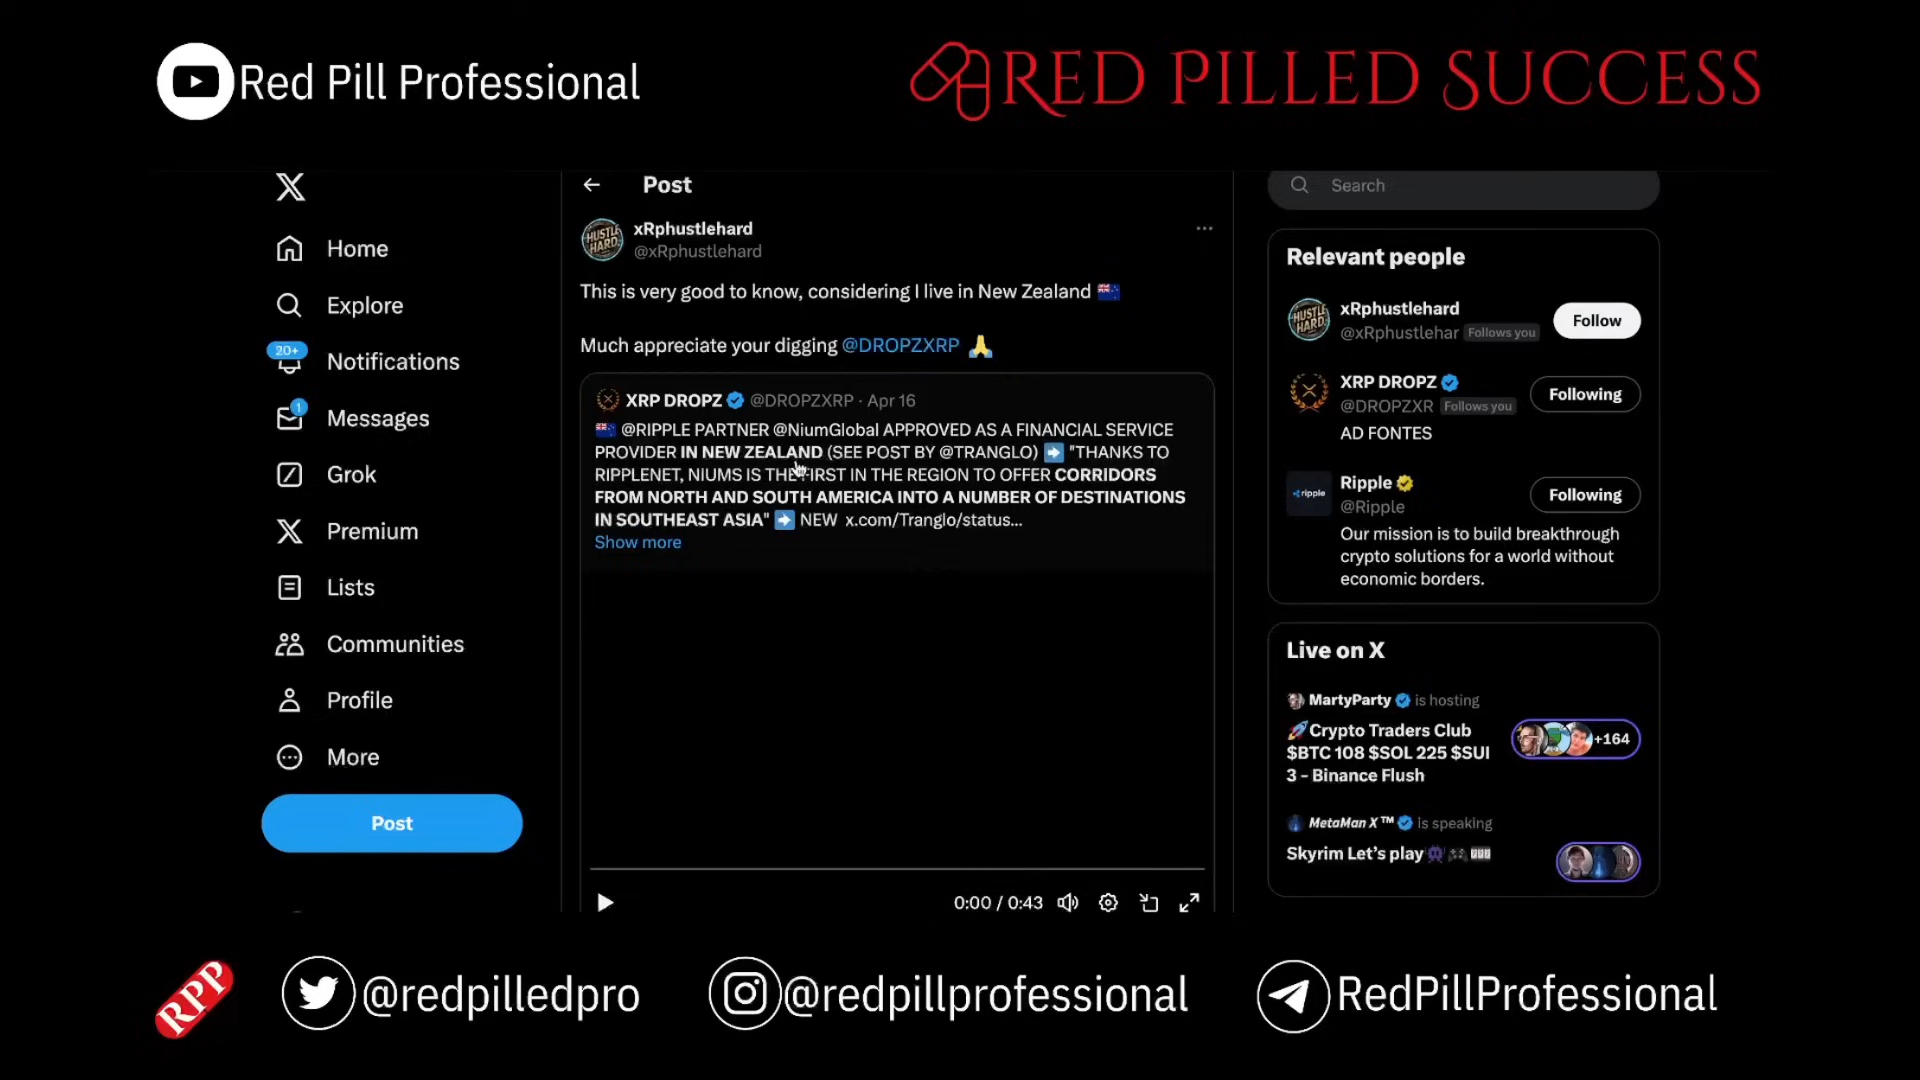 Red Pill Professional
RED PILLED SUCCESS
Home
Explore
20+
Notifications
1
Messages
Grok
Premium
Lists
Communities
Profile
More
Post
Post
xRphustlehard
@xRphustlehard
This is very good to know, considering I live in New Zealand 🇳🇿
Much appreciate your digging @DROPZXRP 🙏
XRP DROPZ @DROPZXRP · Apr 16
🇳🇿 @RIPPLE PARTNER @NiumGlobal APPROVED AS A FINANCIAL SERVICE
PROVIDER IN NEW ZEALAND (SEE POST BY @TRANGLO) ➡️ "THANKS TO
RIPPLENET, NIUMS IS THE FIRST IN THE REGION TO OFFER CORRIDORS
FROM NORTH AND SOUTH AMERICA INTO A NUMBER OF DESTINATIONS
IN SOUTHEAST ASIA" ➡️ NEW x.com/Tranglo/status...
Show more
0:00 / 0:43
Search
Relevant people
HUSTLE
HARD
xRphustlehard
@xRphustlehar Follows you
Follow
XRP DROPZ
@DROPZXR Follows you
Following
AD FONTES
ripple
Ripple
@Ripple
Following
Our mission is to build breakthrough
crypto solutions for a world without
economic borders.
Live on X
MartyParty is hosting
🚀Crypto Traders Club
$BTC 108 $SOL 225 $SUI
3 - Binance Flush
+164
MetaMan X™ is speaking
Skyrim Let's play👾🎮
RPP
@redpilledpro
@redpillprofessional
RedPillProfessional